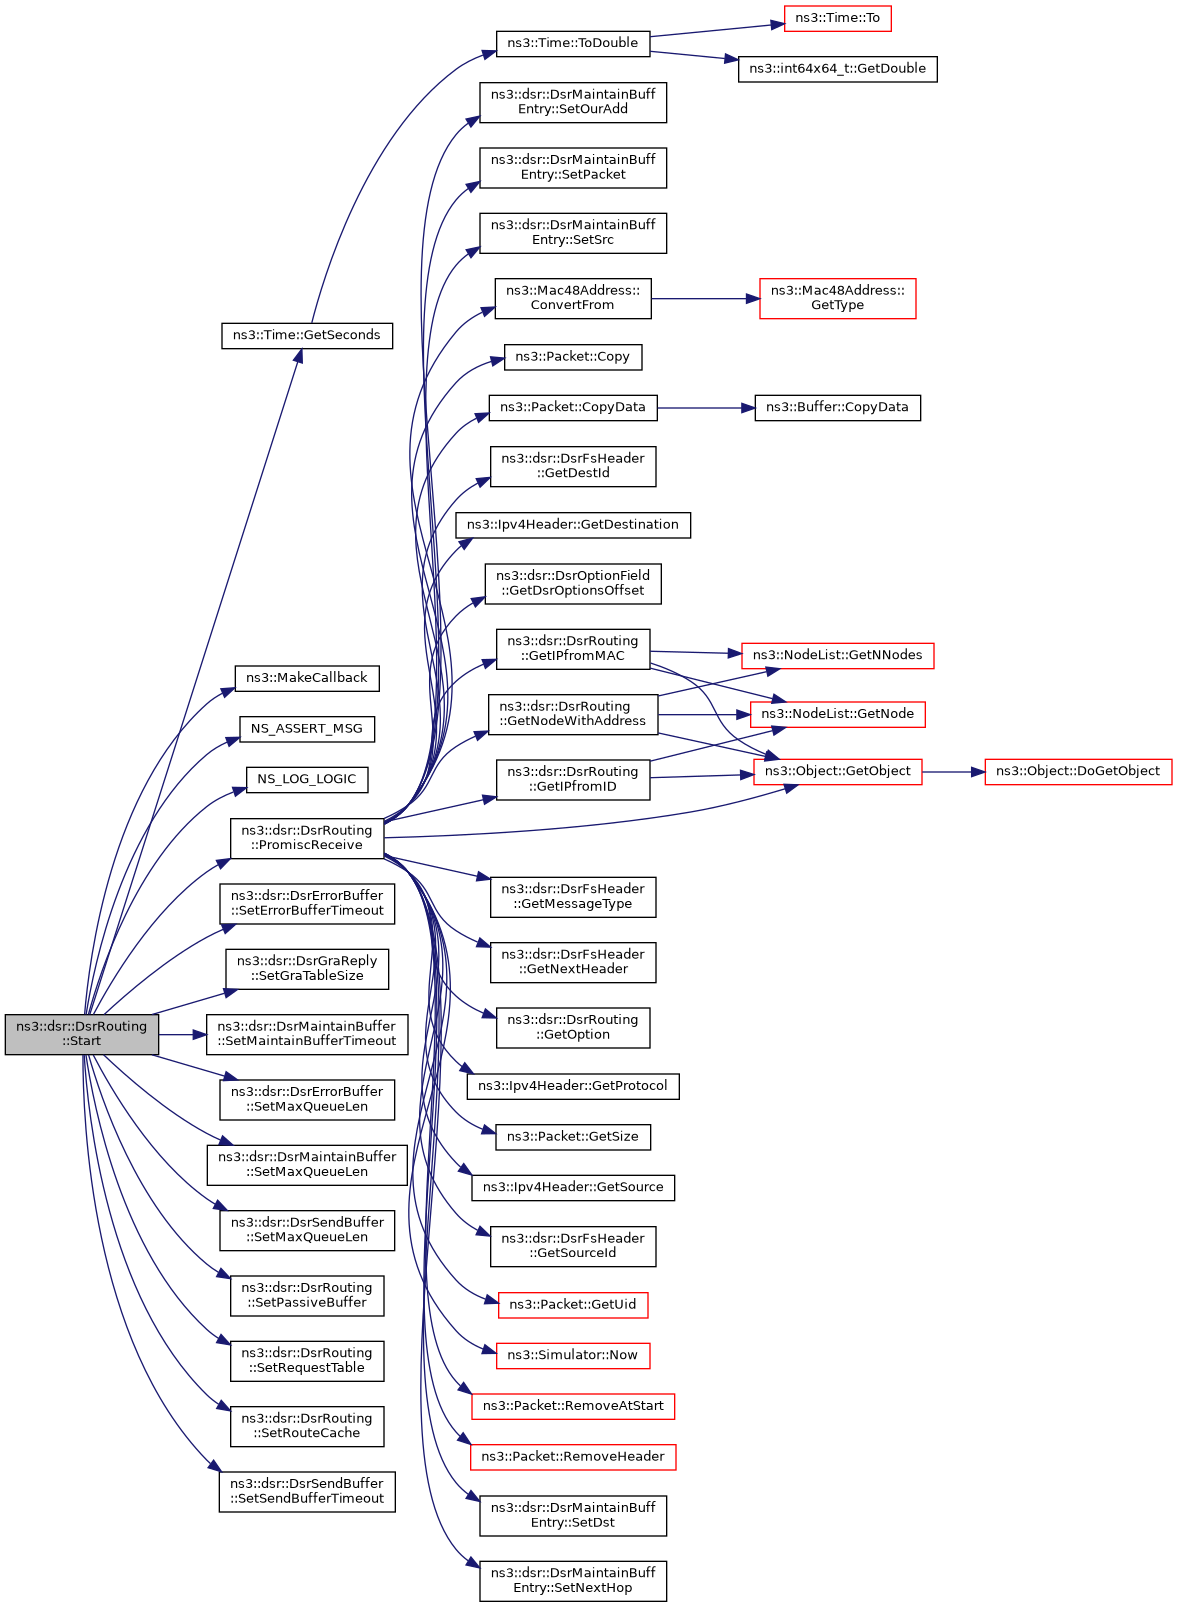 ns3::dsr::DsrRouting
::Start
ns3::Time::GetSeconds
ns3::MakeCallback
NS_ASSERT_MSG
NS_LOG_LOGIC
ns3::dsr::DsrRouting
::PromiscReceive
ns3::dsr::DsrErrorBuffer
::SetErrorBufferTimeout
ns3::dsr::DsrGraReply
::SetGraTableSize
ns3::dsr::DsrMaintainBuffer
::SetMaintainBufferTimeout
ns3::dsr::DsrErrorBuffer
::SetMaxQueueLen
ns3::dsr::DsrMaintainBuffer
::SetMaxQueueLen
ns3::dsr::DsrSendBuffer
::SetMaxQueueLen
ns3::dsr::DsrRouting
::SetPassiveBuffer
ns3::dsr::DsrRouting
::SetRequestTable
ns3::dsr::DsrRouting
::SetRouteCache
ns3::dsr::DsrSendBuffer
::SetSendBufferTimeout
ns3::Time::ToDouble
ns3::dsr::DsrMaintainBuff
Entry::SetOurAdd
ns3::dsr::DsrMaintainBuff
Entry::SetPacket
ns3::dsr::DsrMaintainBuff
Entry::SetSrc
ns3::Mac48Address::
ConvertFrom
ns3::Packet::Copy
ns3::Packet::CopyData
ns3::dsr::DsrFsHeader
::GetDestId
ns3::Ipv4Header::GetDestination
ns3::dsr::DsrOptionField
::GetDsrOptionsOffset
ns3::dsr::DsrRouting
::GetIPfromMAC
ns3::dsr::DsrRouting
::GetNodeWithAddress
ns3::dsr::DsrRouting
::GetIPfromID
ns3::dsr::DsrFsHeader
::GetMessageType
ns3::dsr::DsrFsHeader
::GetNextHeader
ns3::dsr::DsrRouting
::GetOption
ns3::Ipv4Header::GetProtocol
ns3::Packet::GetSize
ns3::Ipv4Header::GetSource
ns3::dsr::DsrFsHeader
::GetSourceId
ns3::Packet::GetUid
ns3::Simulator::Now
ns3::Packet::RemoveAtStart
ns3::Packet::RemoveHeader
ns3::dsr::DsrMaintainBuff
Entry::SetDst
ns3::dsr::DsrMaintainBuff
Entry::SetNextHop
ns3::Time::To
ns3::int64x64_t::GetDouble
ns3::Mac48Address::
GetType
ns3::Buffer::CopyData
ns3::NodeList::GetNNodes
ns3::NodeList::GetNode
ns3::Object::GetObject
ns3::Object::DoGetObject